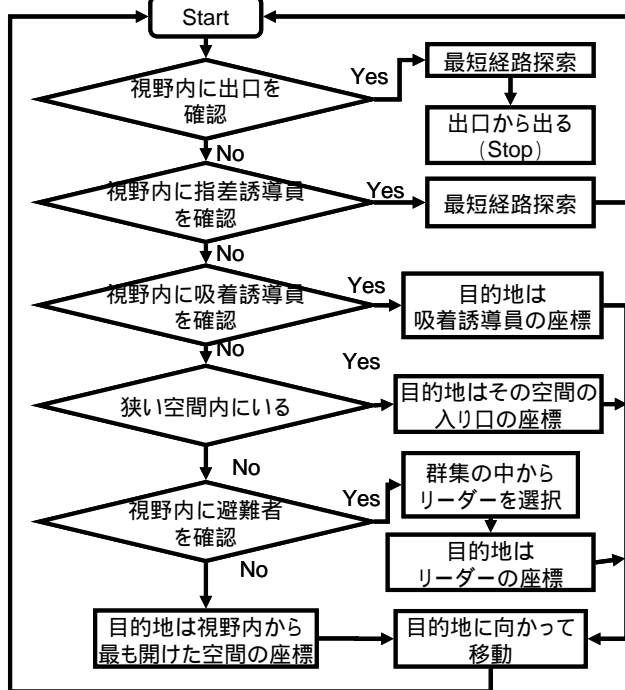 Start
視野内に出口を
確認
Yes
最短経路探索
出口から出る
(Stop)
No
視野内に指差誘導員
を確認
Yes
最短経路探索
No
視野内に吸着誘導員
を確認
Yes
目的地は
吸着誘導員の座標
No
狭い空間内にいる
Yes
目的地はその空間の
入り口の座標
No
視野内に避難者
を確認
Yes
群集の中から
リーダーを選択
目的地は
リーダーの座標
No
目的地は視野内から
最も開けた空間の座標
目的地に向かって
移動